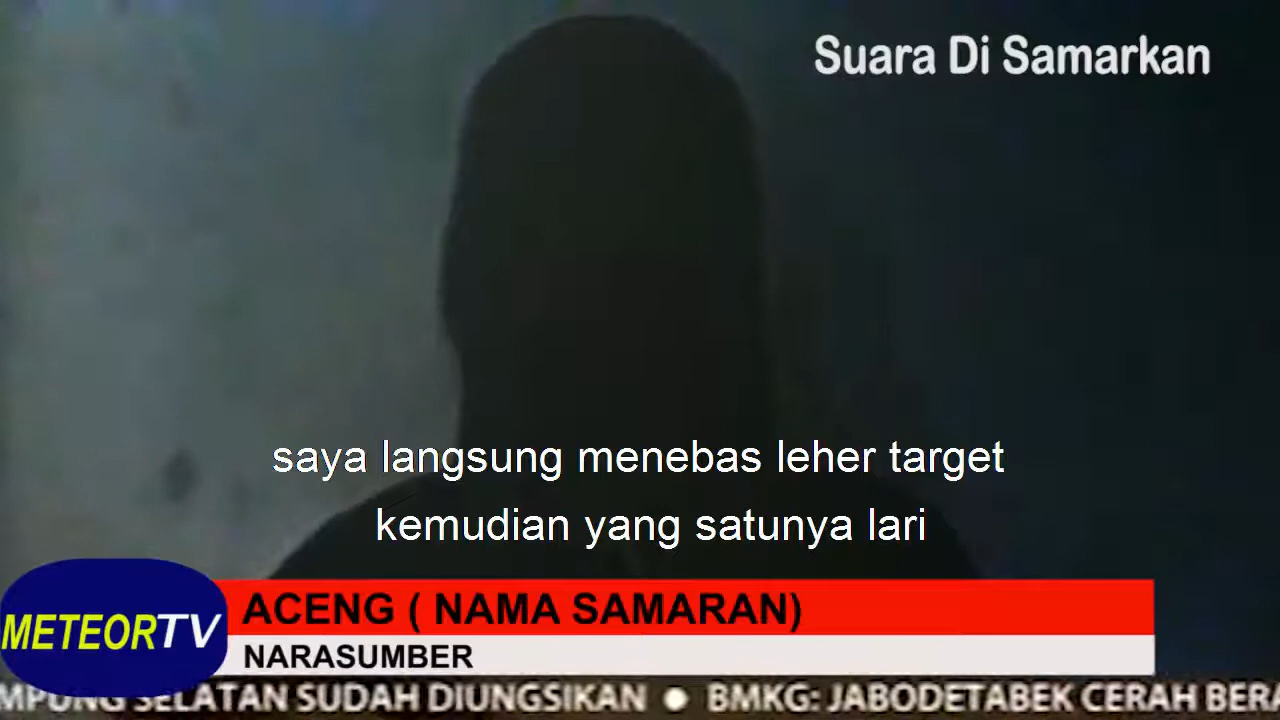 Suara Di Samarkan
saya langsung menebas leher target
kemudian yang satunya lari
ACENG ( NAMA SAMARAN)
METEORTV
NARASUMBER
SELATAN SUDAH DIUNGSIKAN ● BMKG: JABODETABEK CERAH